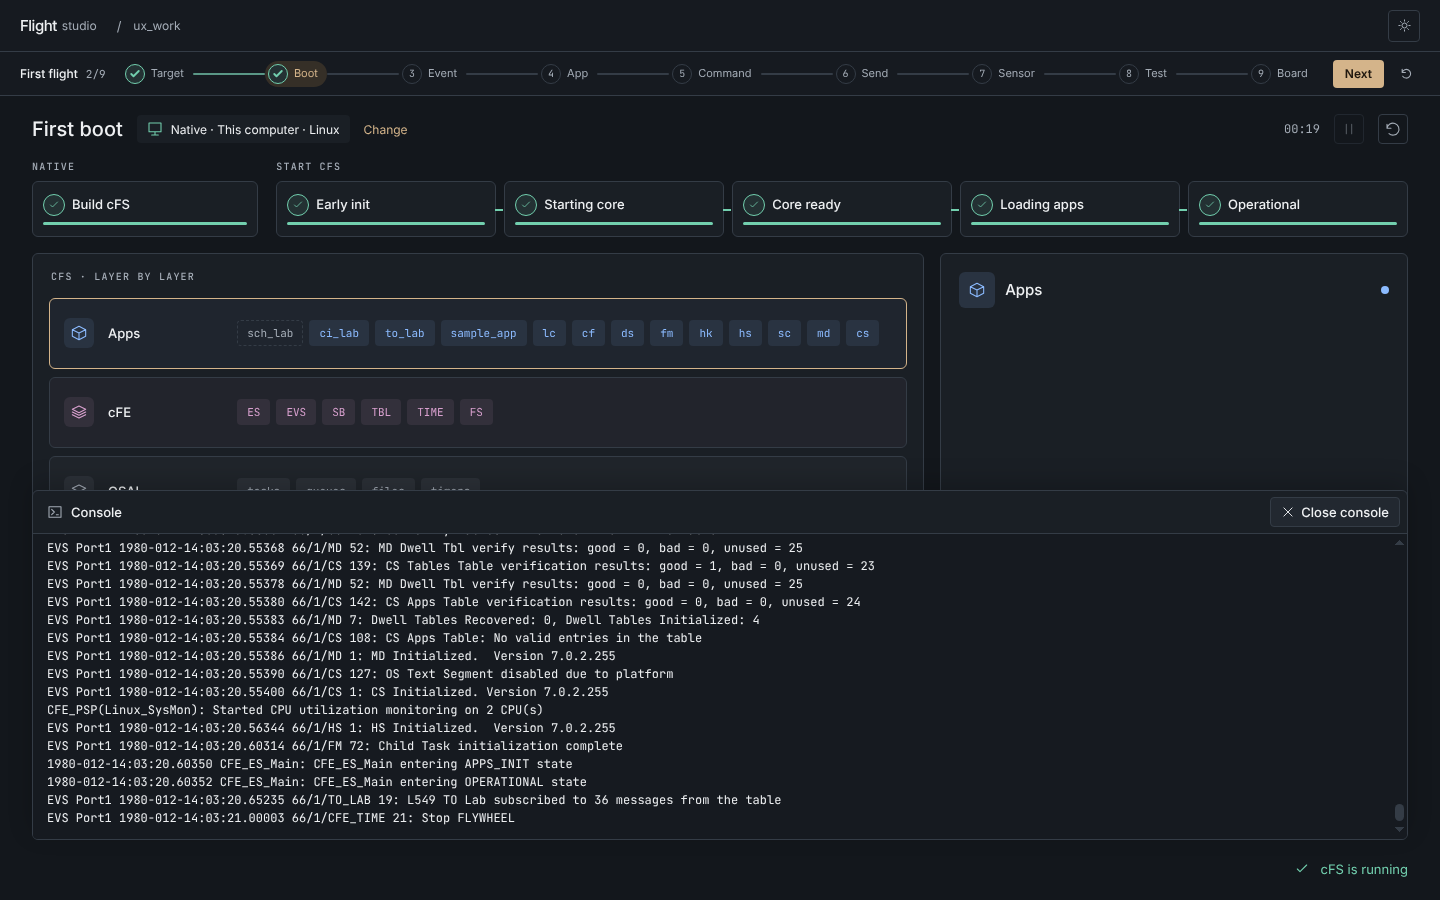 Flight studio / ux_work
First flight 2/9 Target Boot 3 Event 4 App 5 Command 6 Send 7 Sensor 8 Test 9 Board Next
First boot Native · This computer · Linux Change 00:19
NATIVE START CFS
Build cFS Early init Starting core Core ready Loading apps Operational
CFS · LAYER BY LAYER
Apps sch_lab ci_lab to_lab sample_app lc cf ds fm hk hs sc md cs
cFE ES EVS SB TBL TIME FS
Apps
Console Close console
EVS Port1 1980-012-14:03:20.55368 66/1/MD 52: MD Dwell Tbl verify results: good = 0, bad = 0, unused = 25
EVS Port1 1980-012-14:03:20.55369 66/1/CS 139: CS Tables Table verification results: good = 1, bad = 0, unused = 23
EVS Port1 1980-012-14:03:20.55378 66/1/MD 52: MD Dwell Tbl verify results: good = 0, bad = 0, unused = 25
EVS Port1 1980-012-14:03:20.55380 66/1/CS 142: CS Apps Table verification results: good = 0, bad = 0, unused = 24
EVS Port1 1980-012-14:03:20.55383 66/1/MD 7: Dwell Tables Recovered: 0, Dwell Tables Initialized: 4
EVS Port1 1980-012-14:03:20.55384 66/1/CS 108: CS Apps Table: No valid entries in the table
EVS Port1 1980-012-14:03:20.55386 66/1/MD 1: MD Initialized.  Version 7.0.2.255
EVS Port1 1980-012-14:03:20.55390 66/1/CS 127: OS Text Segment disabled due to platform
EVS Port1 1980-012-14:03:20.55400 66/1/CS 1: CS Initialized. Version 7.0.2.255
CFE_PSP(Linux_SysMon): Started CPU utilization monitoring on 2 CPU(s)
EVS Port1 1980-012-14:03:20.56344 66/1/HS 1: HS Initialized.  Version 7.0.2.255
EVS Port1 1980-012-14:03:20.60314 66/1/FM 72: Child Task initialization complete
1980-012-14:03:20.60350 CFE_ES_Main: CFE_ES_Main entering APPS_INIT state
1980-012-14:03:20.60352 CFE_ES_Main: CFE_ES_Main entering OPERATIONAL state
EVS Port1 1980-012-14:03:20.65235 66/1/TO_LAB 19: L549 TO Lab subscribed to 36 messages from the table
EVS Port1 1980-012-14:03:21.00003 66/1/CFE_TIME 21: Stop FLYWHEEL
cFS is running